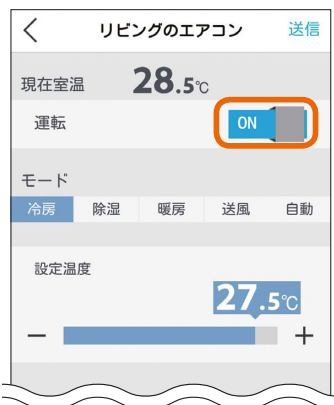 リビングのエアコン 送信
現在室温 28.5℃
運転 ON
モード
冷房 除湿 暖房 送風 自動
設定温度
27.5℃
− +